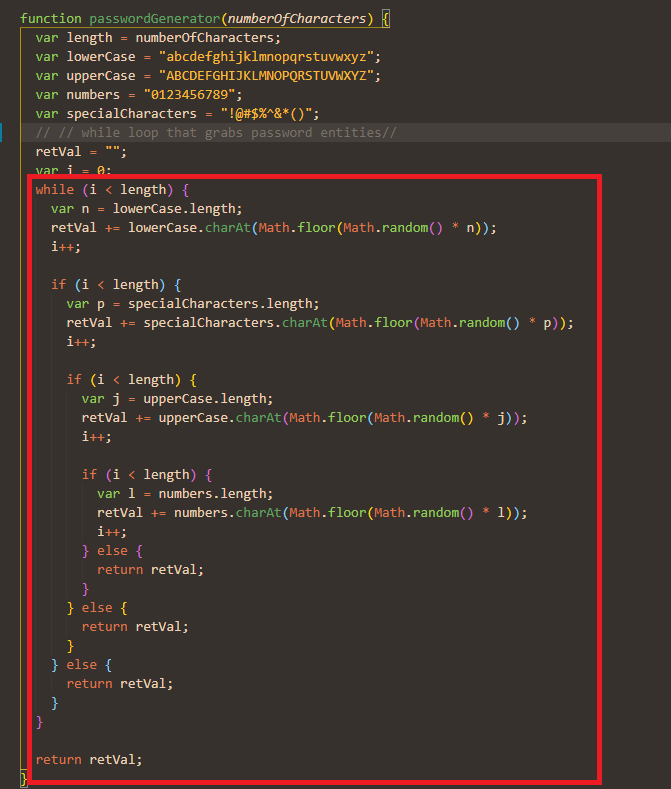 function passwordGenerator(numberOfCharacters) {
var length = numberOfCharacters;
var lowerCase = "abcdefghijklmnopqrstuvwxyz";
var upperCase = "ABCDEFGHIJKLMNOPQRSTUVWXYZ";
var numbers = "0123456789";
var specialCharacters = "!@#$%^&*()";
// // while loop that grabs password entities//
retVal = "";
var i = 0;
while (i < length) {
var n = lowerCase.length;
retVal += lowerCase.charAt(Math.floor(Math.random() * n));
i++;
if (i < length) {
var p = specialCharacters.length;
retVal += specialCharacters.charAt(Math.floor(Math.random() * p));
i++;
if (i < length) {
var j = upperCase.length;
retVal += upperCase.charAt(Math.floor(Math.random() * j));
i++;
if (i < length) {
var l = numbers.length;
retVal += numbers.charAt(Math.floor(Math.random() * l));
i++;
} else {
return retVal;
}
} else {
return retVal;
}
} else {
return retVal;
}
}
return retVal;
}